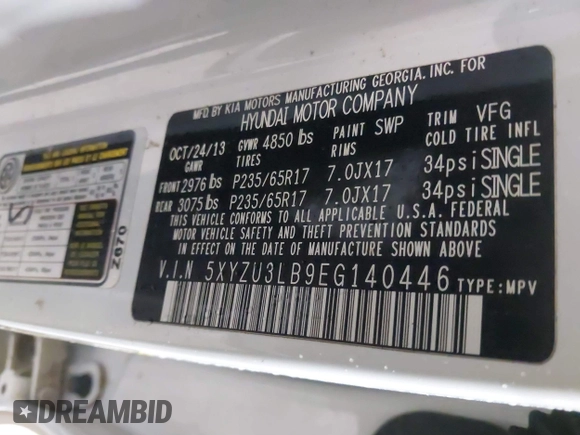 MFD BY KIA MOTORS MANUFACTURING GEORGIA, INC. FOR
HYUNDAI MOTOR COMPANY
OCT/24/13 GVWR 4850 lbs PAINT SWP TRIM VFG
GAWR TIRES RIMS COLD TIRE INFL
FRONT 2976 lbs P235/65R17 7.0JX17 34psi SINGLE
REAR 3075 lbs P235/65R17 7.0JX17 34psi SINGLE
THIS VEHICLE CONFORMS TO ALL APPLICABLE U.S.A. FEDERAL
MOTOR VEHICLE SAFETY AND THEFT PREVENTION STANDARDS
IN EFFECT ON THE DATE OF MANUFACTURE SHOWN ABOVE.
V.I.N 5XYZU3LB9EG140446 TYPE:MPV
2670
DREAMBID